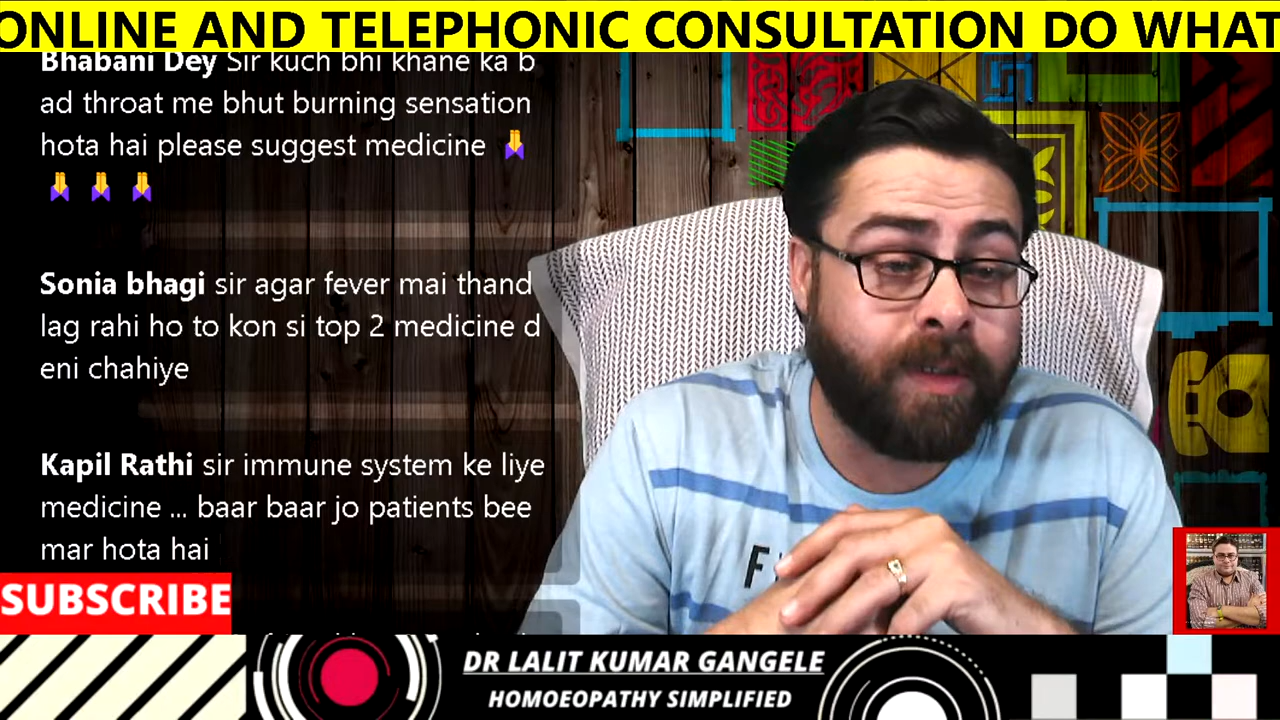 ONLINE AND TELEPHONIC CONSULTATION DO WHAT
Bhabani Dey Sir kuch bhi khane ka b
ad throat me bhut burning sensation
hota hai please suggest medicine 🙏
🙏 🙏 🙏
Sonia bhagi sir agar fever mai thand
lag rahi ho to kon si top 2 medicine d
eni chahiye
Kapil Rathi sir immune system ke liye
medicine ... baar baar jo patients bee
mar hota hai
SUBSCRIBE
DR LALIT KUMAR GANGELE
HOMOEOPATHY SIMPLIFIED